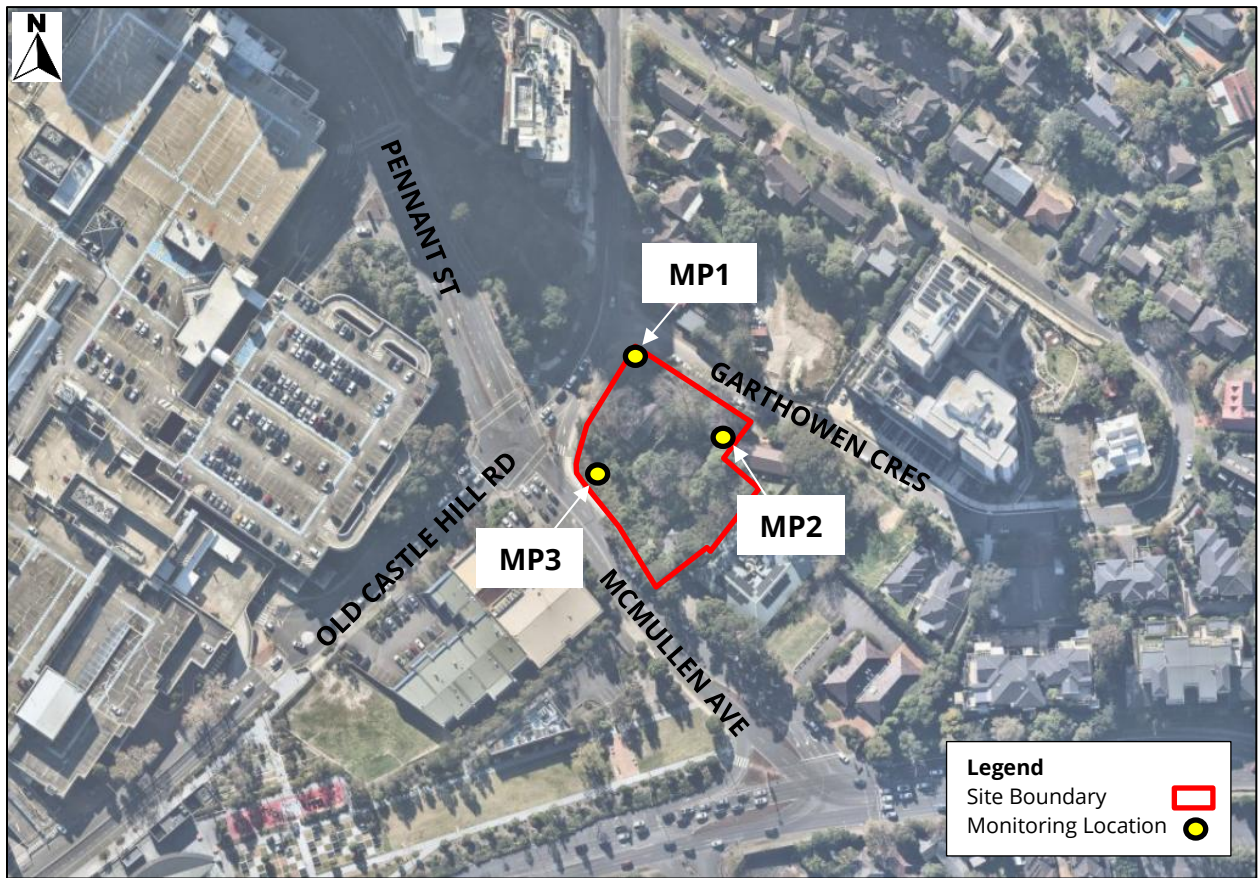 N
PENNANT ST
MP1
GARTHOWEN CRES
OLD CASTLE HILL RD
MP2
MP3
MCMULLEN AVE
Legend
Site Boundary
Monitoring Location